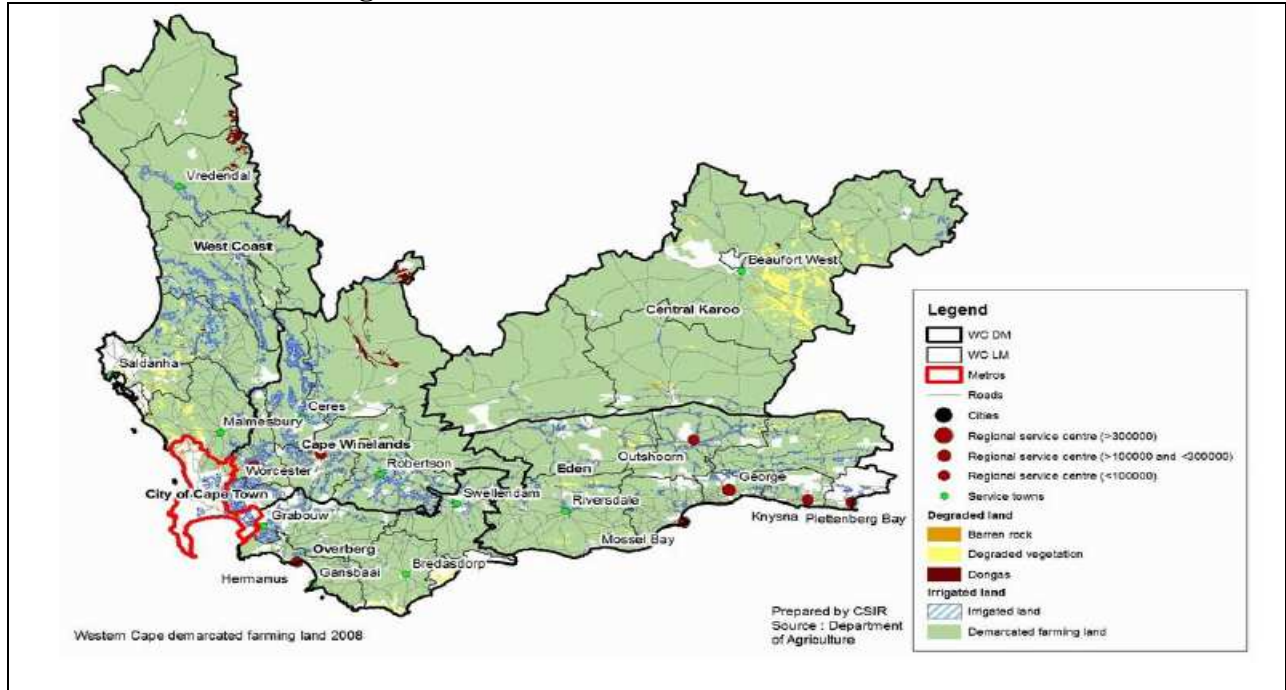 Vredendal
West Coast
Beaufort West
Central Karoo
Saldanha
Ceres
Malmesbury
Cape Winelands
Outshoorn
Worcester
Robertson
Eden
George
City of Cape Town
Swellendam
Riversdale
Grabouw
Knysna
Plettenberg Bay
Overberg
Mossel Bay
Bredasdorp
Gansbaai
Hermanus
Legend
WC DM
WC LM
Metros
Roads
Cities
Regional service centre (>300000)
Regional service centre (>100000 and <300000)
Regional service centre (<100000)
Service towns
Degraded land
Barren rock
Degraded vegetation
Dongas
Irrigated land
Irrigated land
Demarcated farming land
Prepared by CSIR
Source : Department
of Agriculture
Western Cape demarcated farming land 2008